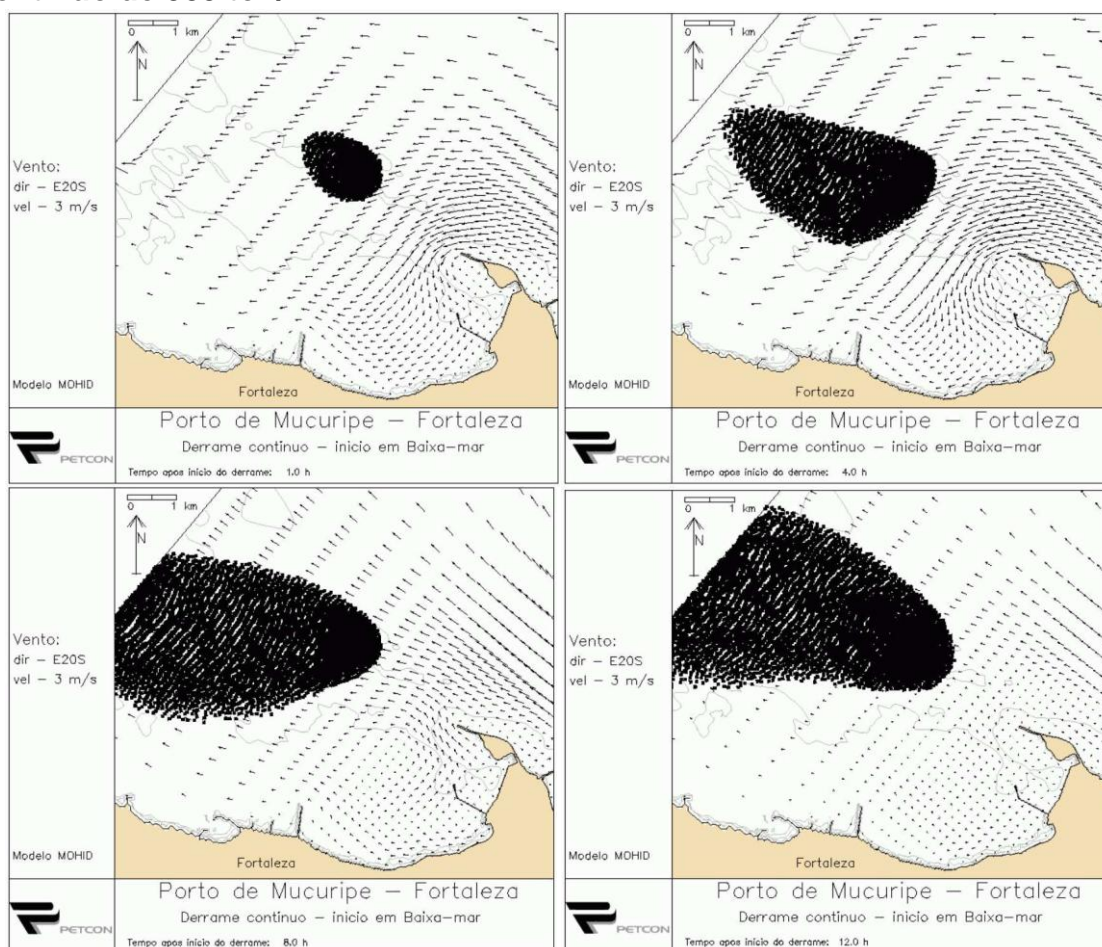 0 1 km
N
Vento:
dir – E20S
vel – 3 m/s
Modelo MOHID
Fortaleza
PETCON
Porto de Mucuripe – Fortaleza
Derrame continuo – inicio em Baixa-mar
Tempo apos inicio do derrame: 1.0 h
0 1 km
N
Vento:
dir – E20S
vel – 3 m/s
Modelo MOHID
Fortaleza
PETCON
Porto de Mucuripe – Fortaleza
Derrame continuo – inicio em Baixa-mar
Tempo apos inicio do derrame: 4.0 h
0 1 km
N
Vento:
dir – E20S
vel – 3 m/s
Modelo MOHID
Fortaleza
PETCON
Porto de Mucuripe – Fortaleza
Derrame continuo – inicio em Baixa-mar
Tempo apos inicio do derrame: 8.0 h
0 1 km
N
Vento:
dir – E20S
vel – 3 m/s
Modelo MOHID
Fortaleza
PETCON
Porto de Mucuripe – Fortaleza
Derrame continuo – inicio em Baixa-mar
Tempo apos inicio do derrame: 12.0 h